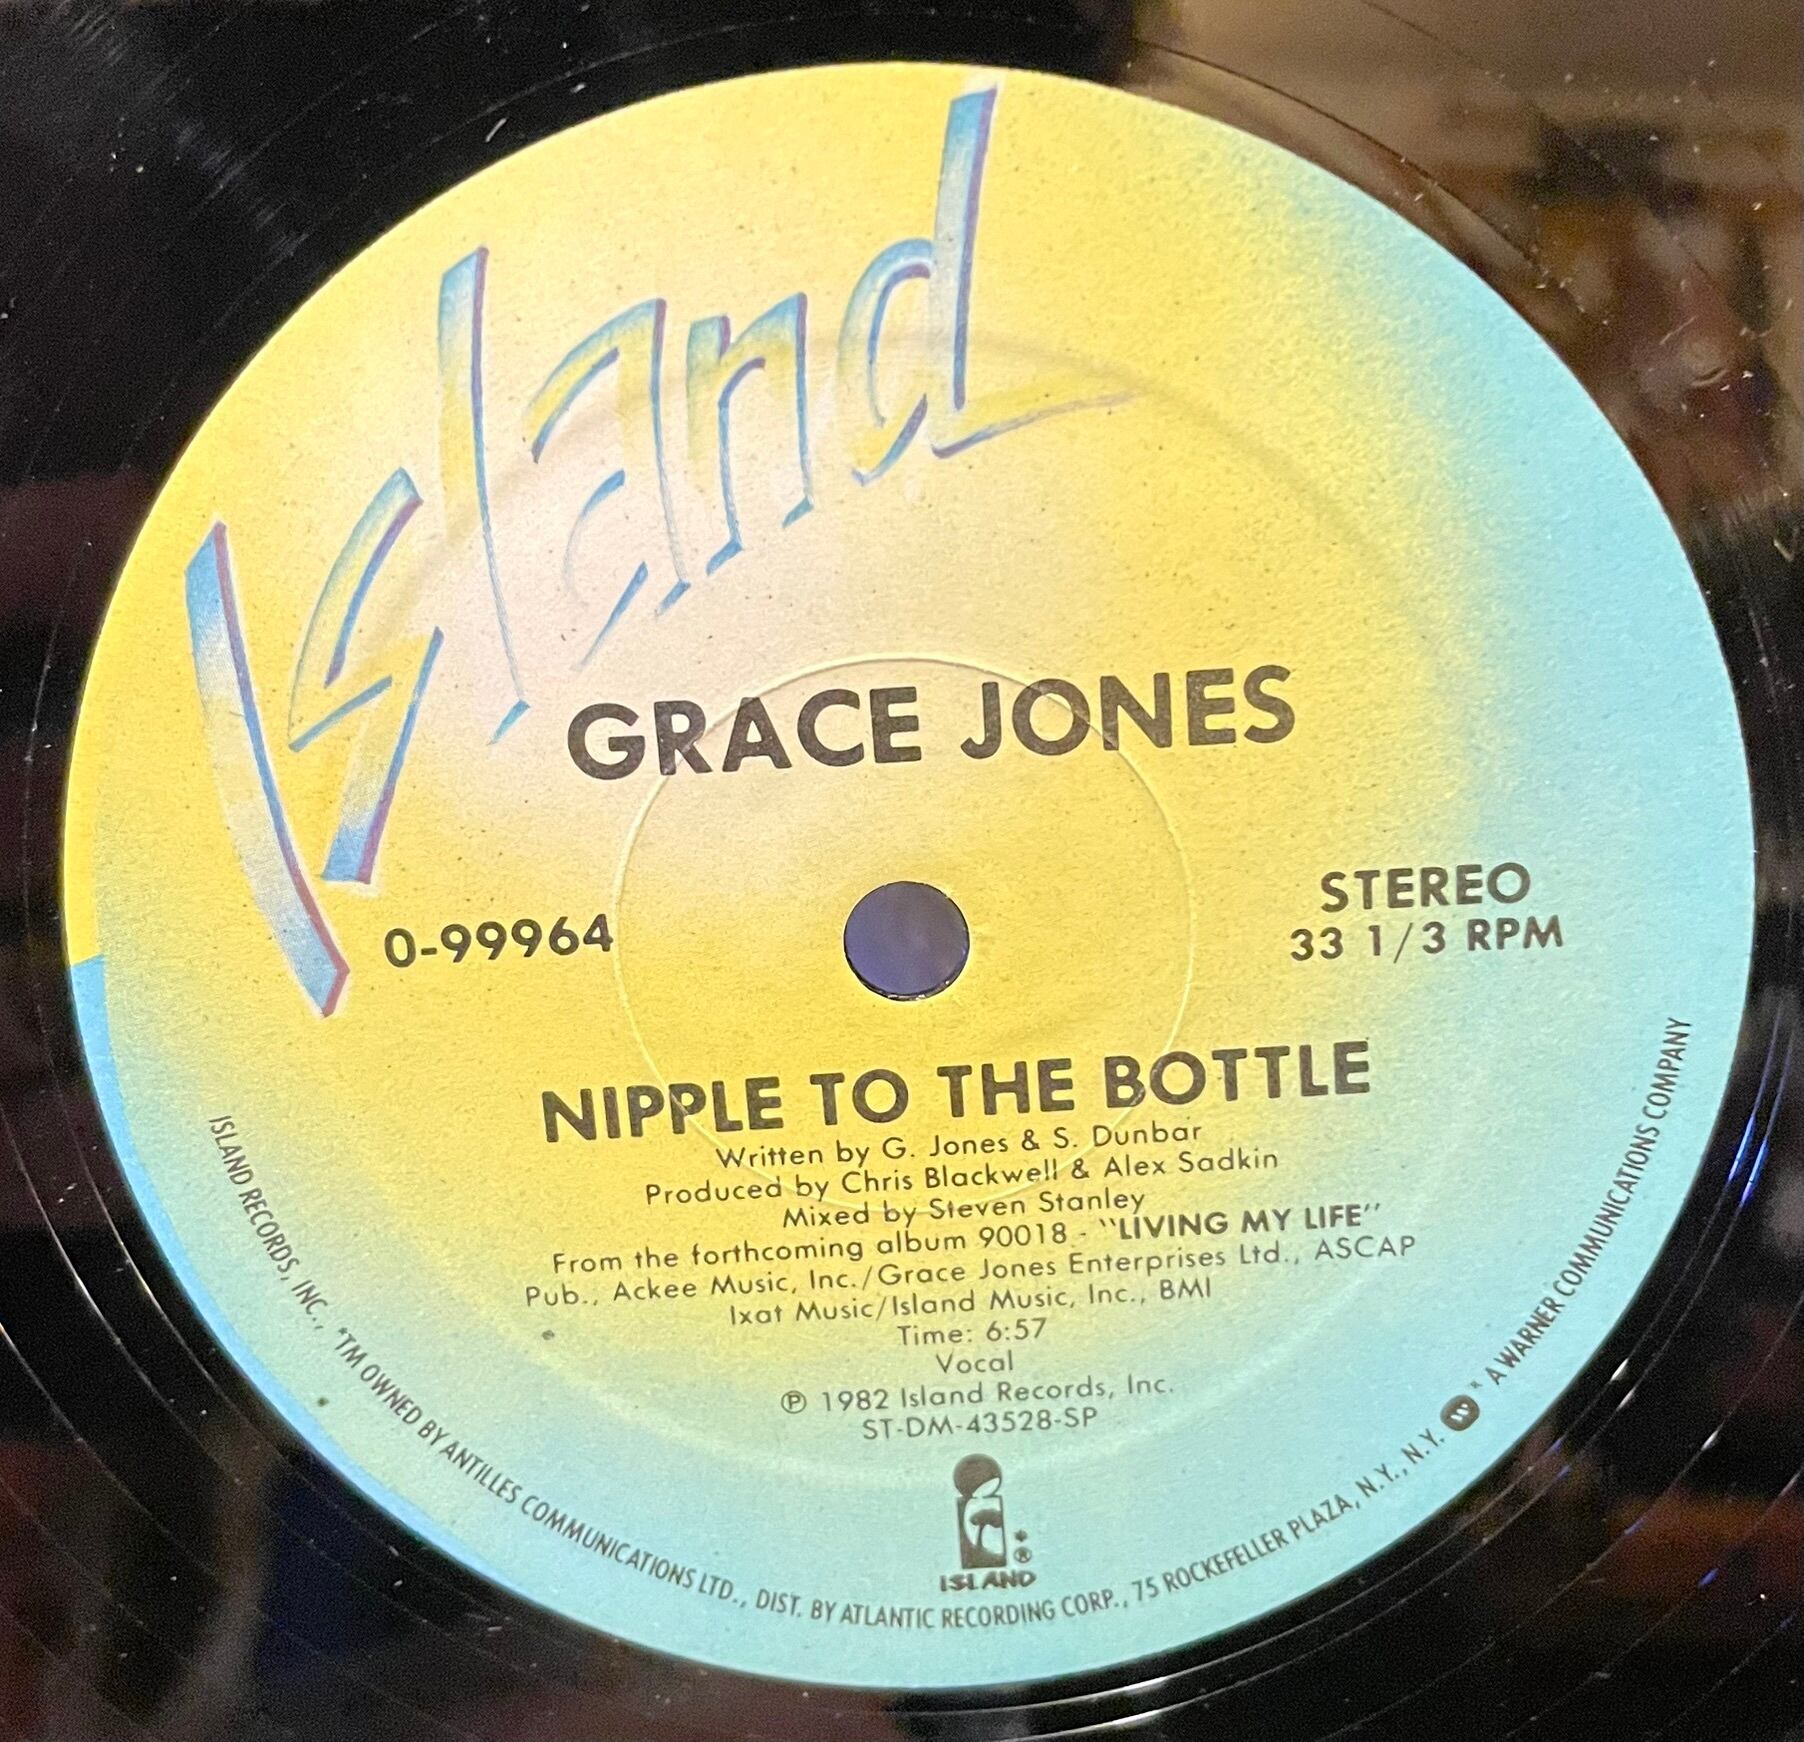 Island
GRACE JONES
0-99964
STEREO
33 1/3 RPM
NIPPLE TO THE BOTTLE
Written by G. Jones & S. Dunbar
Produced by Chris Blackwell & Alex Sadkin
Mixed by Steven Stanley
From the forthcoming album 90018 - "LIVING MY LIFE"
Pub., Ackee Music, Inc./Grace Jones Enterprises Ltd., ASCAP
Ixat Music/Island Music, Inc., BMI
Time: 6:57
Vocal
℗ 1982 Island Records, Inc.
ST-DM-43528-SP
*®
ISLAND
ISLAND RECORDS, INC., *TM OWNED BY ANTILLES COMMUNICATIONS LTD., DIST. BY ATLANTIC RECORDING CORP., 75 ROCKEFELLER PLAZA, N.Y., N.Y. ® A WARNER COMMUNICATIONS COMPANY